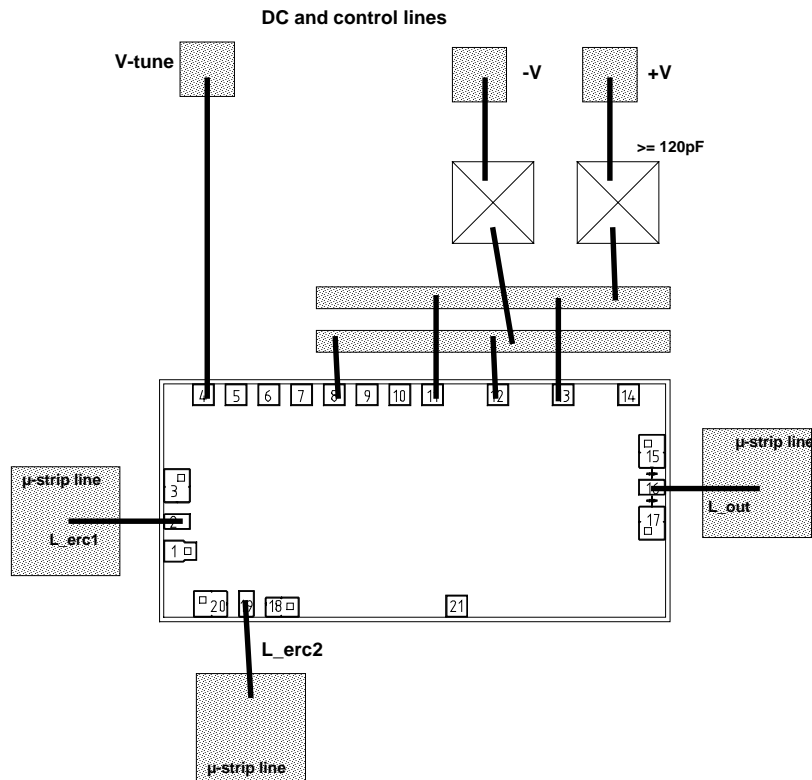 DC and control lines
V-tune
-V
+V
>= 120pF
4 5 6 7 8 9 10 11 12 13 14
µ-strip line
L_erc1
3
2
1
15
16
17
µ-strip line
L_out
20 19 18 21
L_erc2
µ-strip line